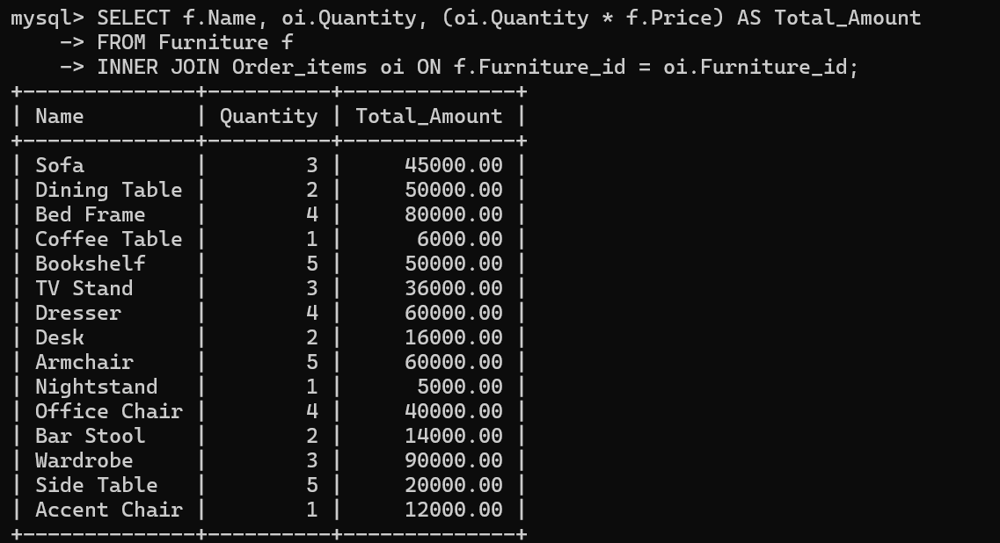 mysql> SELECT f.Name, oi.Quantity, (oi.Quantity * f.Price) AS Total_Amount
    -> FROM Furniture f
    -> INNER JOIN Order_items oi ON f.Furniture_id = oi.Furniture_id;
+--------------+----------+--------------+
| Name         | Quantity | Total_Amount |
+--------------+----------+--------------+
| Sofa         |        3 |     45000.00 |
| Dining Table |        2 |     50000.00 |
| Bed Frame    |        4 |     80000.00 |
| Coffee Table |        1 |      6000.00 |
| Bookshelf    |        5 |     50000.00 |
| TV Stand     |        3 |     36000.00 |
| Dresser      |        4 |     60000.00 |
| Desk         |        2 |     16000.00 |
| Armchair     |        5 |     60000.00 |
| Nightstand   |        1 |      5000.00 |
| Office Chair |        4 |     40000.00 |
| Bar Stool    |        2 |     14000.00 |
| Wardrobe     |        3 |     90000.00 |
| Side Table   |        5 |     20000.00 |
| Accent Chair |        1 |     12000.00 |
+--------------+----------+--------------+